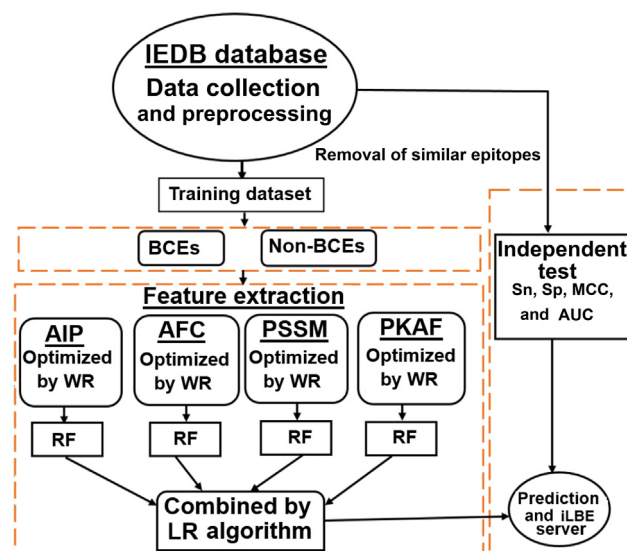 IEDB database
Data collection
and preprocessing
Removal of similar epitopes
Training dataset
BCEs
Non-BCEs
Independent
test
Sn, Sp, MCC,
and AUC
Feature extraction
AIP
Optimized
by WR
AFC
Optimized
by WR
PSSM
Optimized
by WR
PKAF
Optimized
by WR
RF
RF
RF
RF
Combined by
LR algorithm
Prediction
and iLBE
server